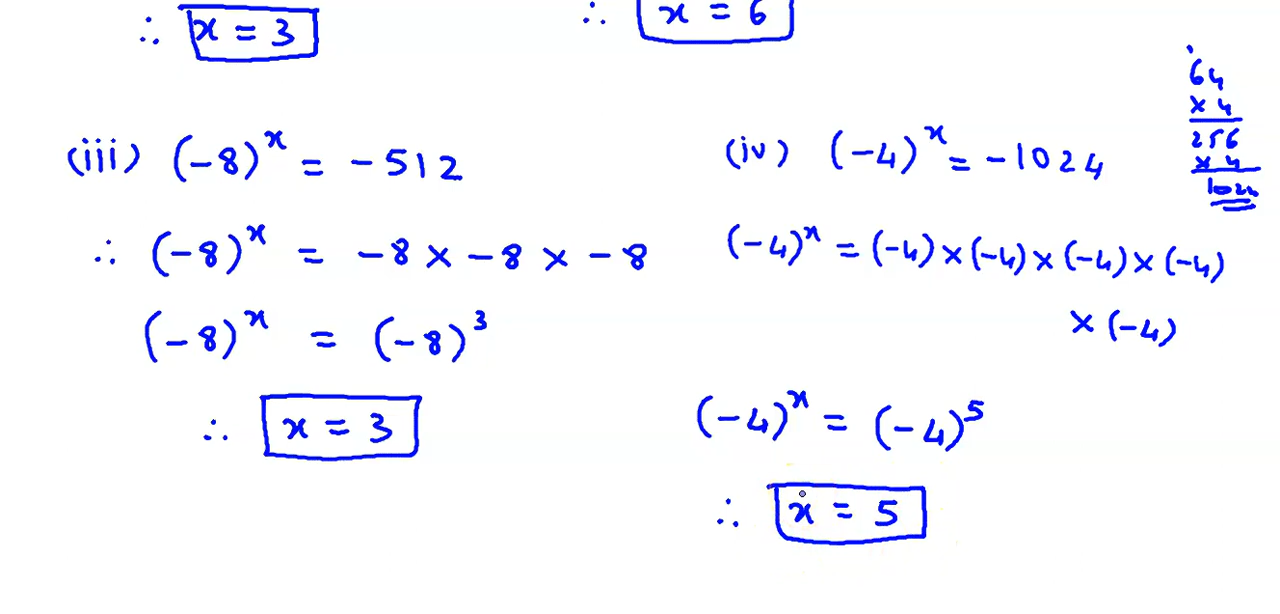 ∴ x = 3
∴ x = 6
(iii) (-8)^x = -512
∴ (-8)^x = -8 × -8 × -8
(-8)^x = (-8)^3
∴ x = 3
(iv) (-4)^x = -1024
(-4)^x = (-4) × (-4) × (-4) × (-4)
× (-4)
(-4)^x = (-4)^5
∴ x = 5
64
× 4
256
× 4
1024